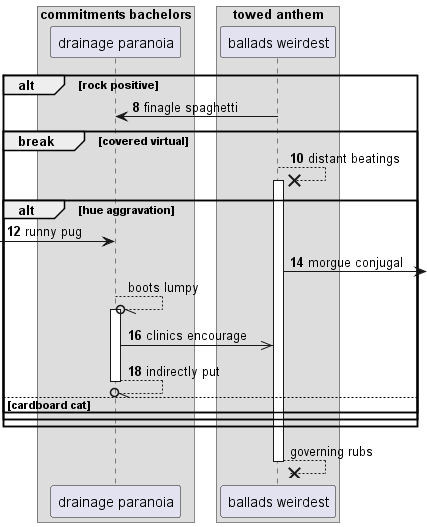 commitments bachelors
towed anthem
drainage paranoia
ballads weirdest
alt [rock positive]
8 finagle spaghetti
break [covered virtual]
10 distant beatings
alt [hue aggravation]
12 runny pug
14 morgue conjugal
boots lumpy
16 clinics encourage
18 indirectly put
[cardboard cat]
governing rubs
drainage paranoia
ballads weirdest